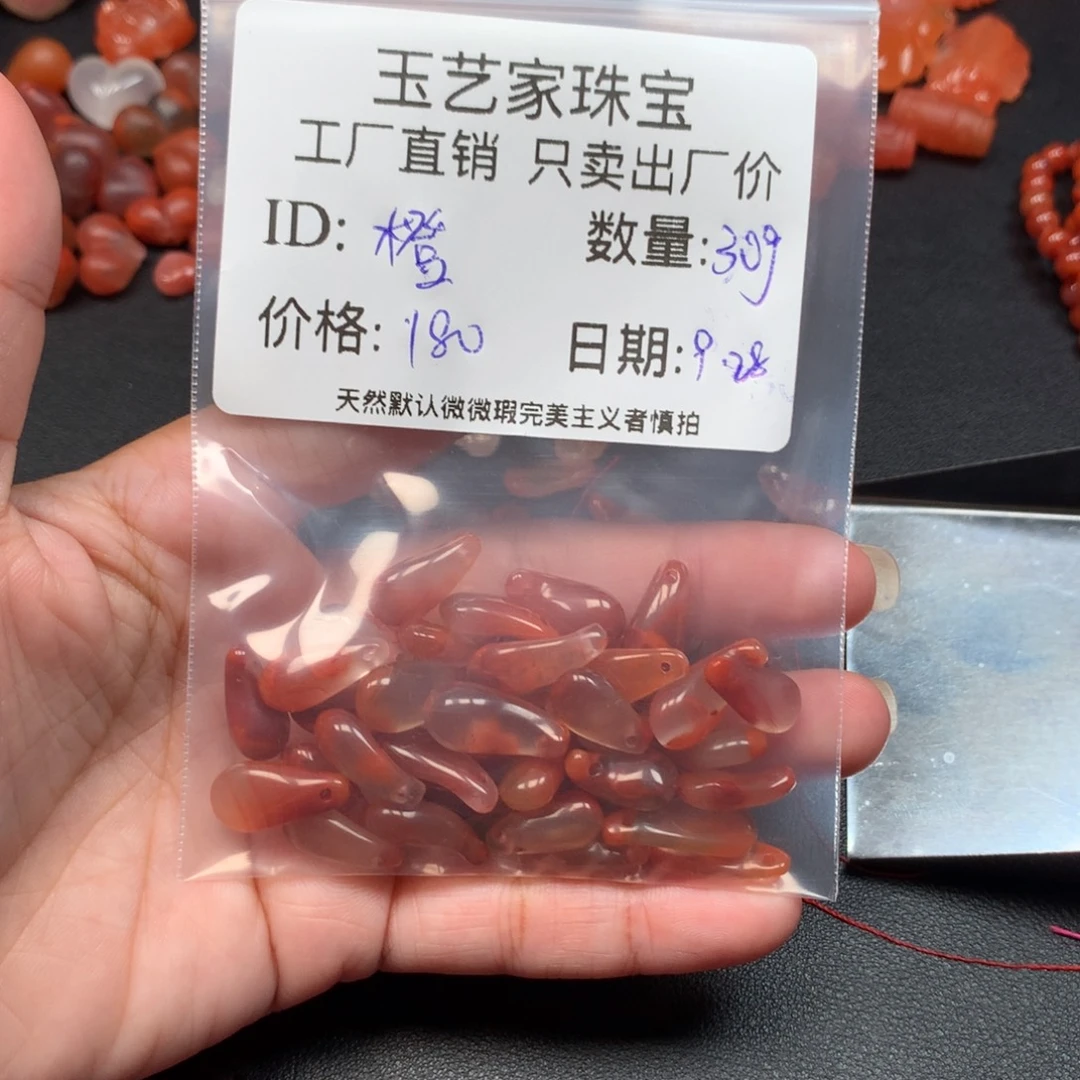 玉艺家珠宝
工厂直销 只卖出厂价
ID: 橙 数量:30g
价格:180 日期:9.28
天然默认微微瑕完美主义者慎拍